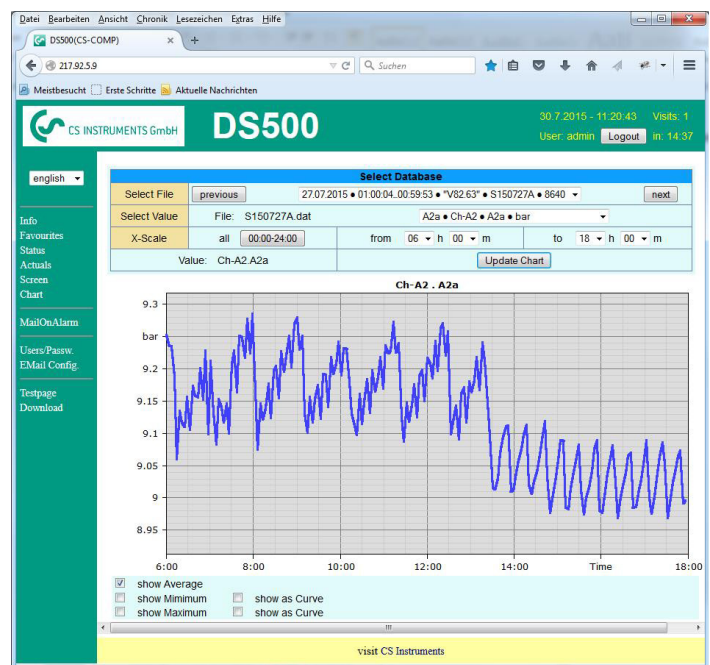 Datei Bearbeiten Ansicht Chronik Lesezeichen Extras Hilfe
DS500(CS-COMP) × +
217.92.5.9
Suchen
Meistbesucht Erste Schritte Aktuelle Nachrichten
CS INSTRUMENTS GmbH
DS500
30.7.2015 - 11:20:43 Visits: 1
User: admin Logout in: 14:37
english
Info
Favourites
Status
Actuals
Screen
Chart
MailOnAlarm
Users/Passw.
EMail Config.
Testpage
Download
Select Database
Select File previous 27.07.2015 ● 01:00:04..00:59:53 ● "V82.63" ● S150727A ● 8640 next
Select Value File: S150727A.dat A2a ● Ch-A2 ● A2a ● bar
X-Scale all 00:00-24:00 from 06 h 00 m to 18 h 00 m
Value: Ch-A2.A2a Update Chart
Ch-A2 . A2a
9.3
bar
9.2
9.15
9.1
9.05
9
8.95
6:00 8:00 10:00 12:00 14:00 Time 18:00
show Average
show Mimimum show as Curve
show Maximum show as Curve
visit CS Instruments